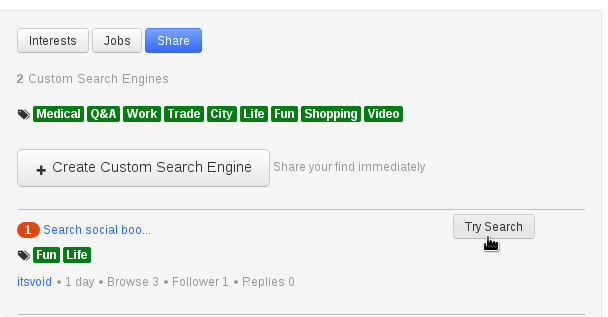 Interests Jobs Share
2 Custom Search Engines
Medical Q&A Work Trade City Life Fun Shopping Video
+ Create Custom Search Engine Share your find immediately
1 Search social boo... Try Search
Fun Life
itsvoid • 1 day • Browse 3 • Follower 1 • Replies 0